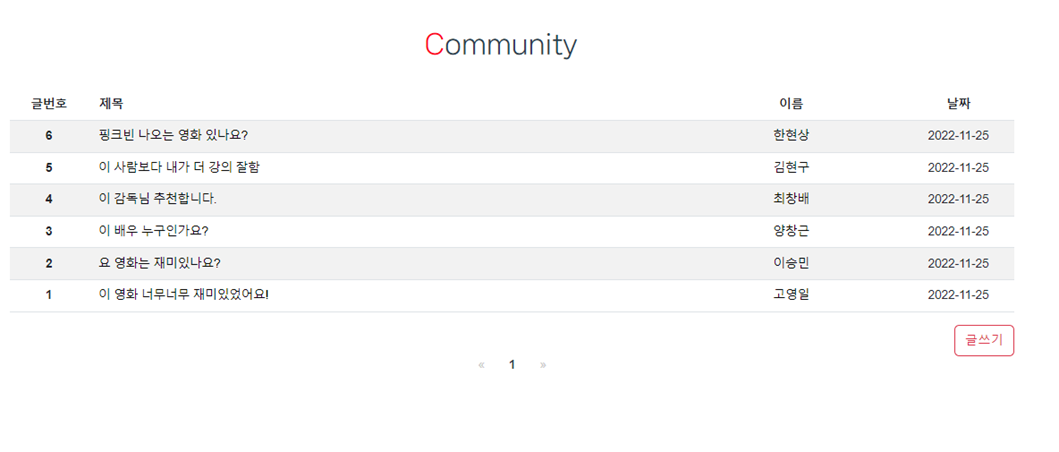 Community
글번호 제목 이름 날짜
6 핑크빈 나오는 영화 있나요? 한현상 2022-11-25
5 이 사람보다 내가 더 강의 잘함 김현구 2022-11-25
4 이 감독님 추천합니다. 최창배 2022-11-25
3 이 배우 누구인가요? 양창근 2022-11-25
2 요 영화는 재미있나요? 이승민 2022-11-25
1 이 영화 너무너무 재미있었어요! 고영일 2022-11-25
글쓰기
« 1 »